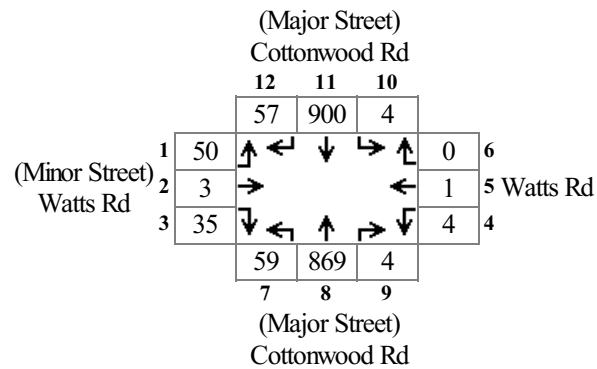 (Major Street)
Cottonwood Rd
12 11 10
57 900 4
1 50 0 6
(Minor Street) Watts Rd 2 3 1 5 Watts Rd
3 35 4 4
59 869 4
7 8 9
(Major Street)
Cottonwood Rd